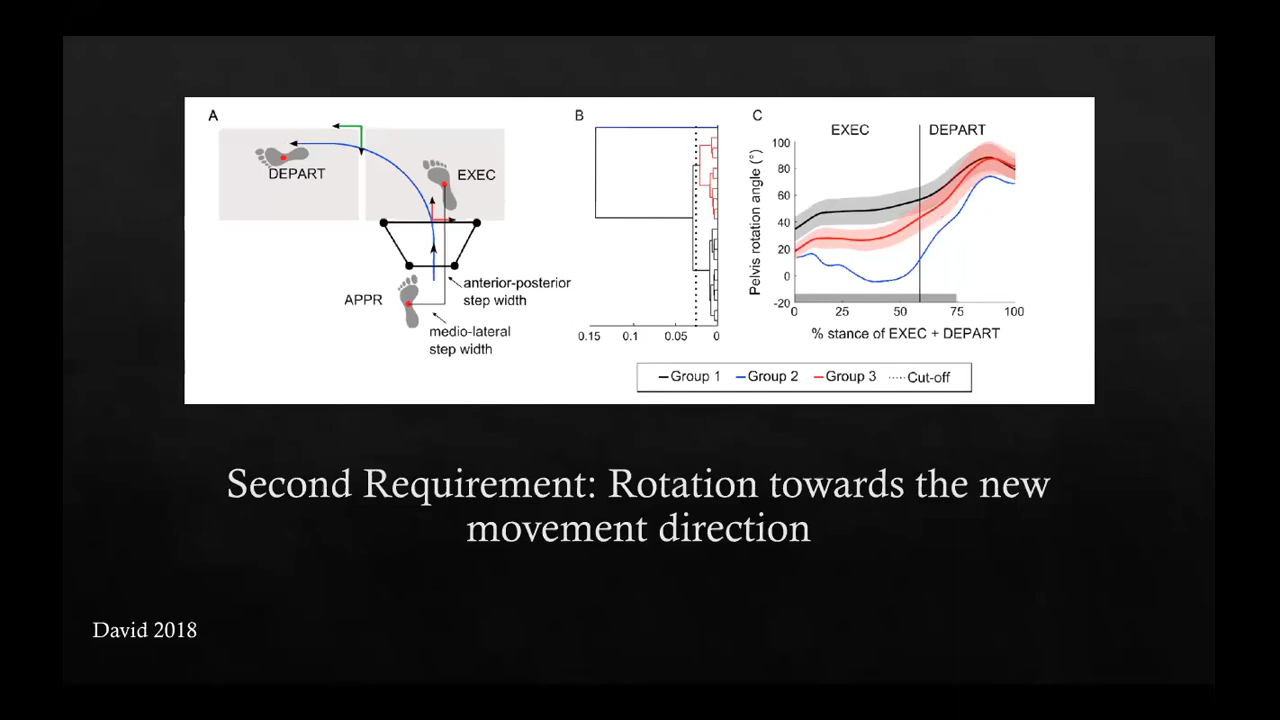 A
DEPART
EXEC
APPR
anterior-posterior
step width
medio-lateral
step width
B
0.15 0.1 0.05 0
C
EXEC DEPART
Pelvis rotation angle (°)
100
80
60
40
20
0
-20
0 25 50 75 100
% stance of EXEC + DEPART
Group 1 Group 2 Group 3 Cut-off
Second Requirement: Rotation towards the new
movement direction
David 2018